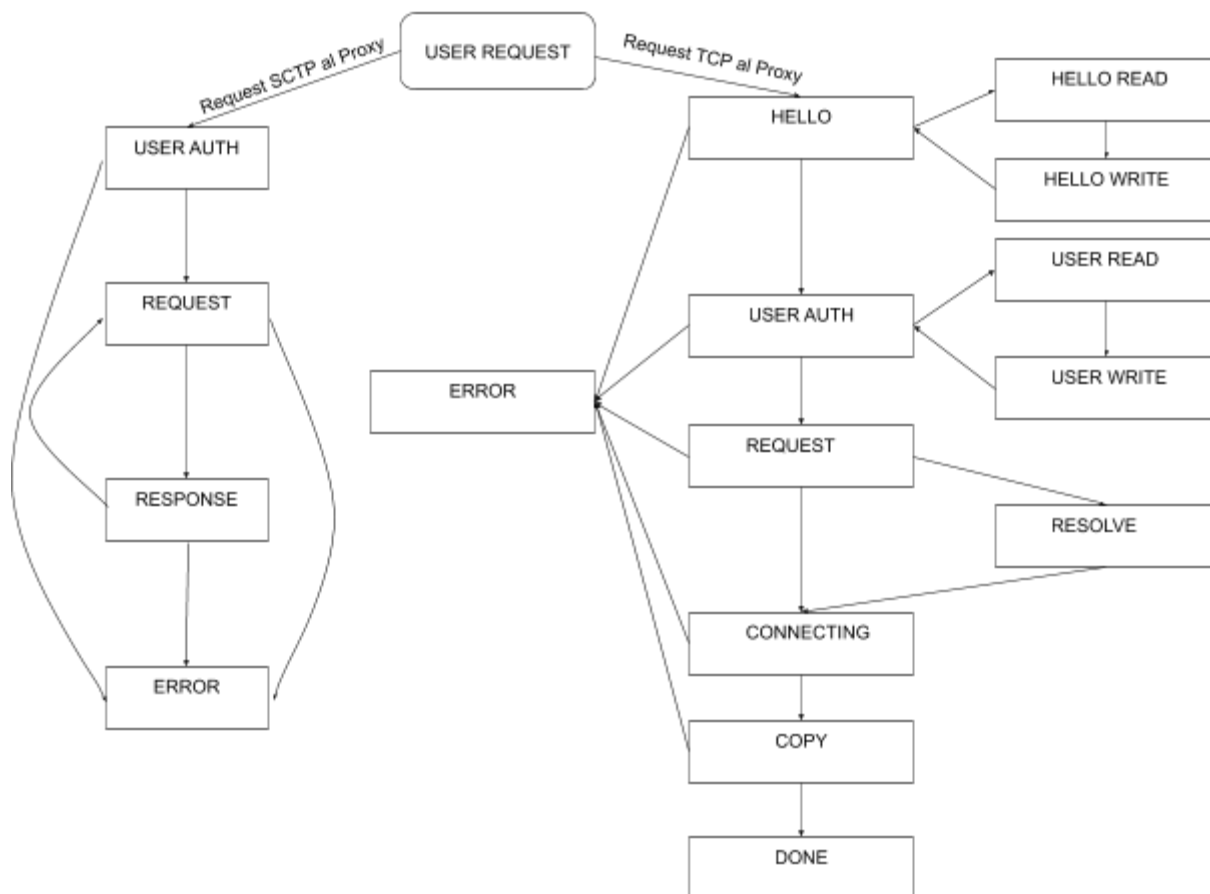 USER REQUEST
Request SCTP al Proxy
Request TCP al Proxy
HELLO READ
HELLO
USER AUTH
HELLO WRITE
USER READ
REQUEST
USER AUTH
USER WRITE
ERROR
REQUEST
RESPONSE
RESOLVE
CONNECTING
ERROR
COPY
DONE